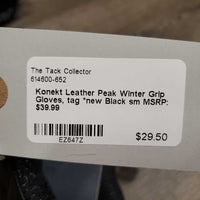 The Tack Collector
614600-652
Konekt Leather Peak Winter Grip
Gloves, tag *new Black sm MSRP:
$39.99
EZ647Z
$29.50